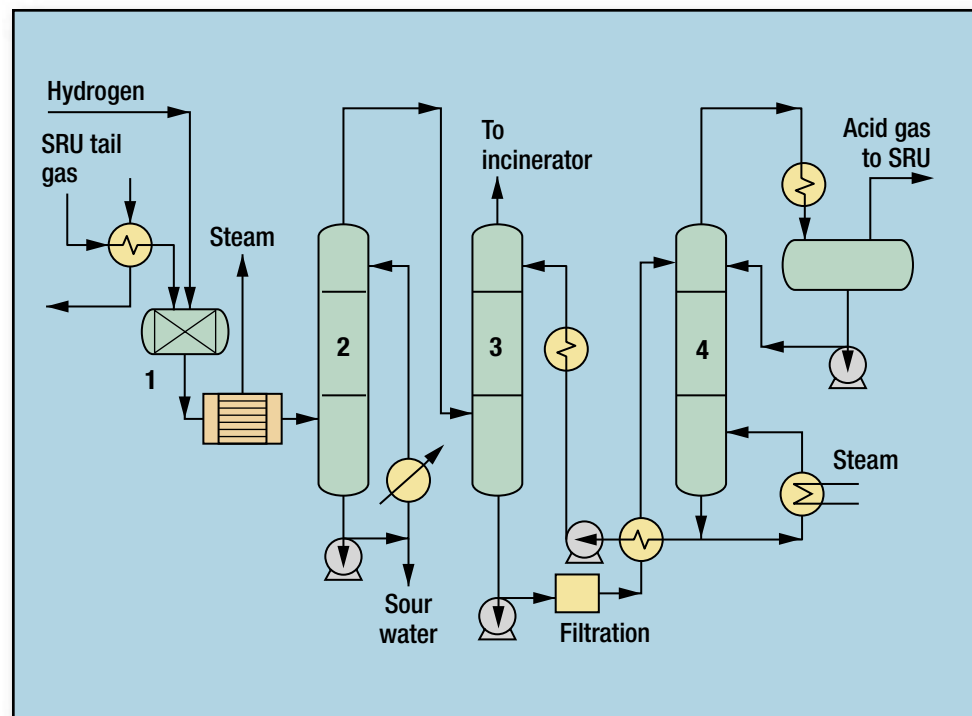 Hydrogen
SRU tail
gas
Steam
1
2
To
incinerator
3
4
Acid gas
to SRU
Steam
Sour
water
Filtration